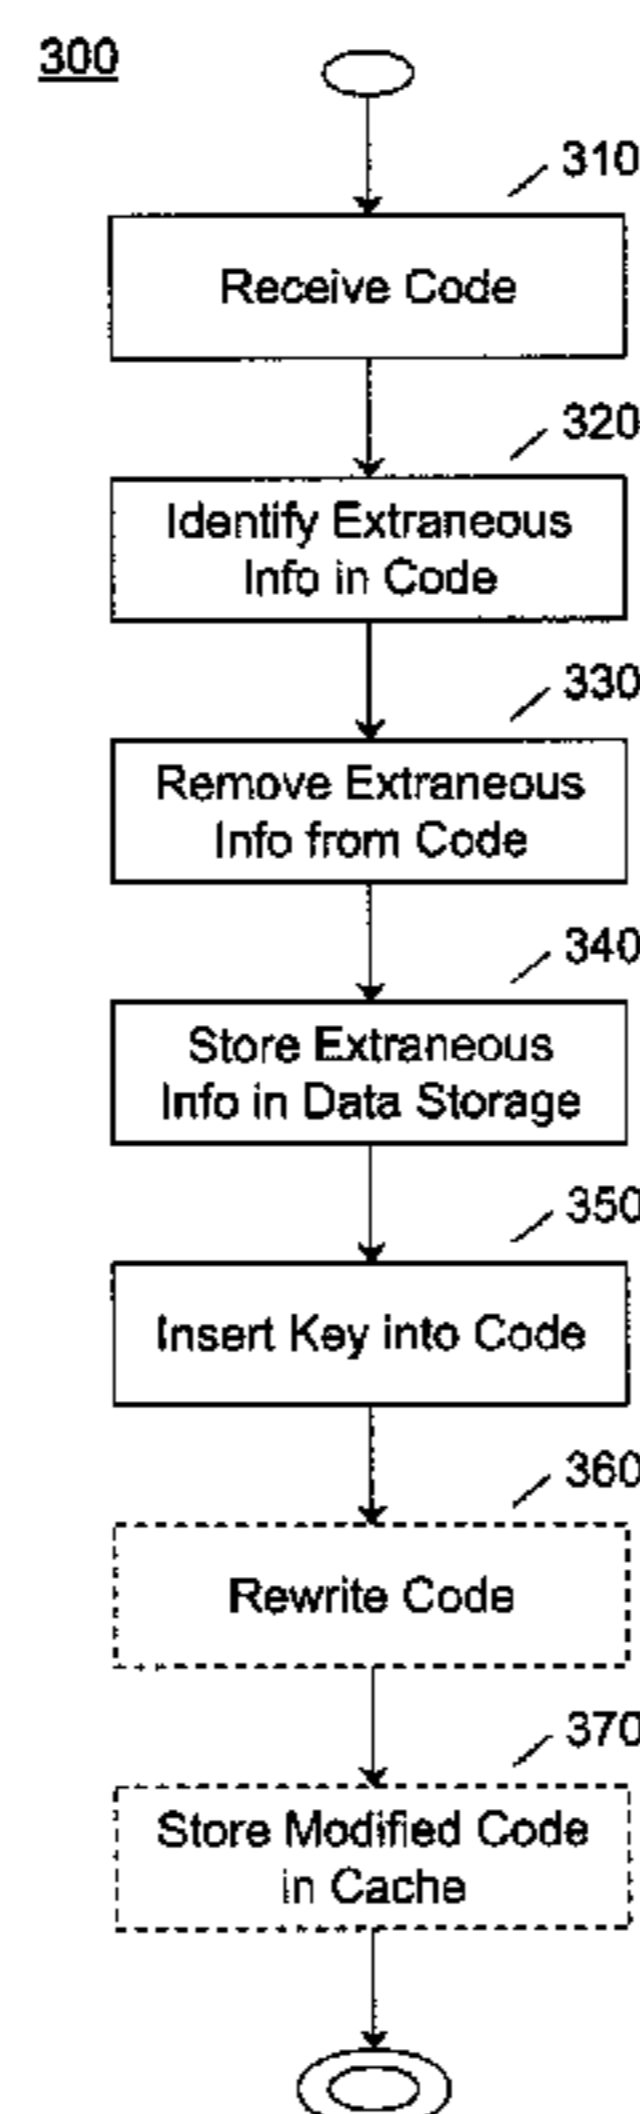 300
310
Receive Code
320
Identify Extraneous
Info in Code
330
Remove Extraneous
Info from Code
340
Store Extraneous
Info in Data Storage
350
Insert Key into Code
360
Rewrite Code
370
Store Modified Code
in Cache